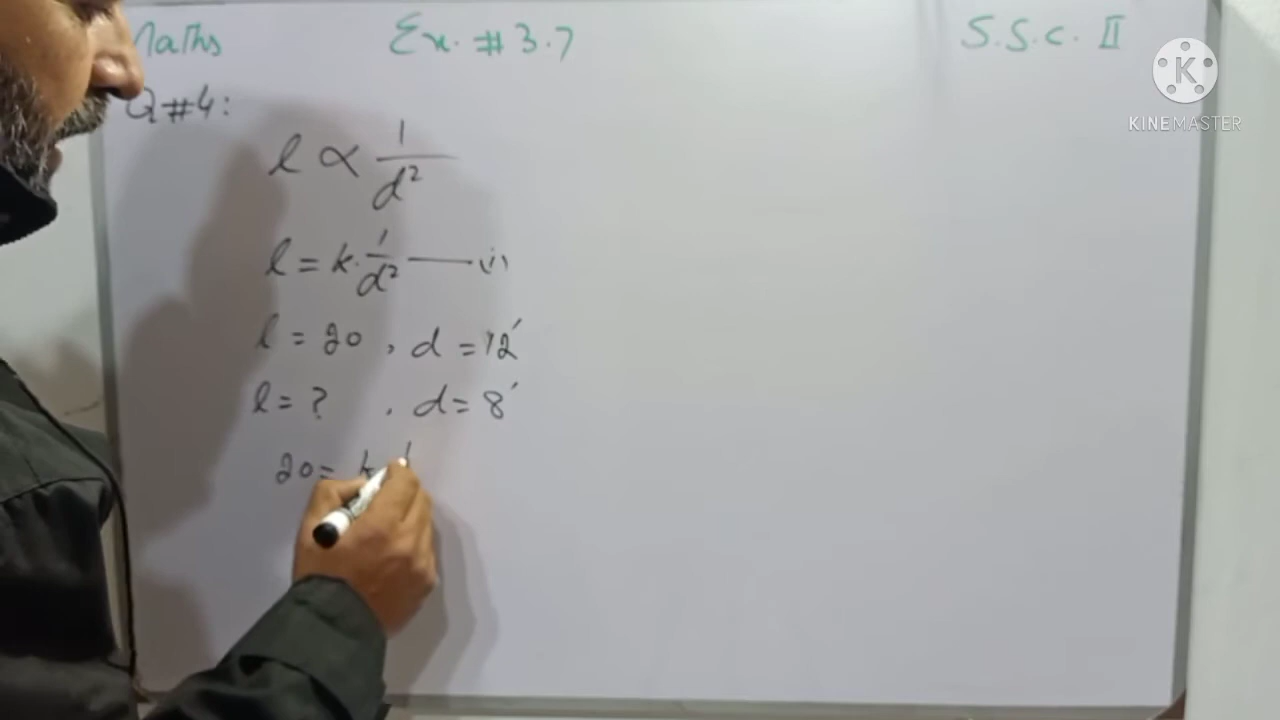 Maths Ex. # 3.7 S.S.C. II
KINEMASTER
Q#4:
l ∝ 1/d²
l = k. 1/d² —— (i)
l = 20 , d = 12′
l = ? , d = 8′
20 = k